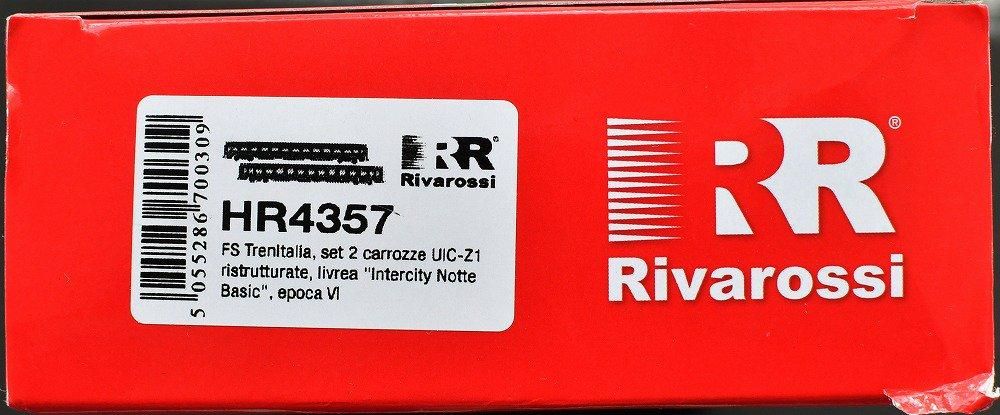 5 055286 700309
RR®
Rivarossi
HR4357
FS TrenItalia, set 2 carrozze UIC-Z1
ristrutturate, livrea "Intercity Notte
Basic", epoca VI
RR®
Rivarossi